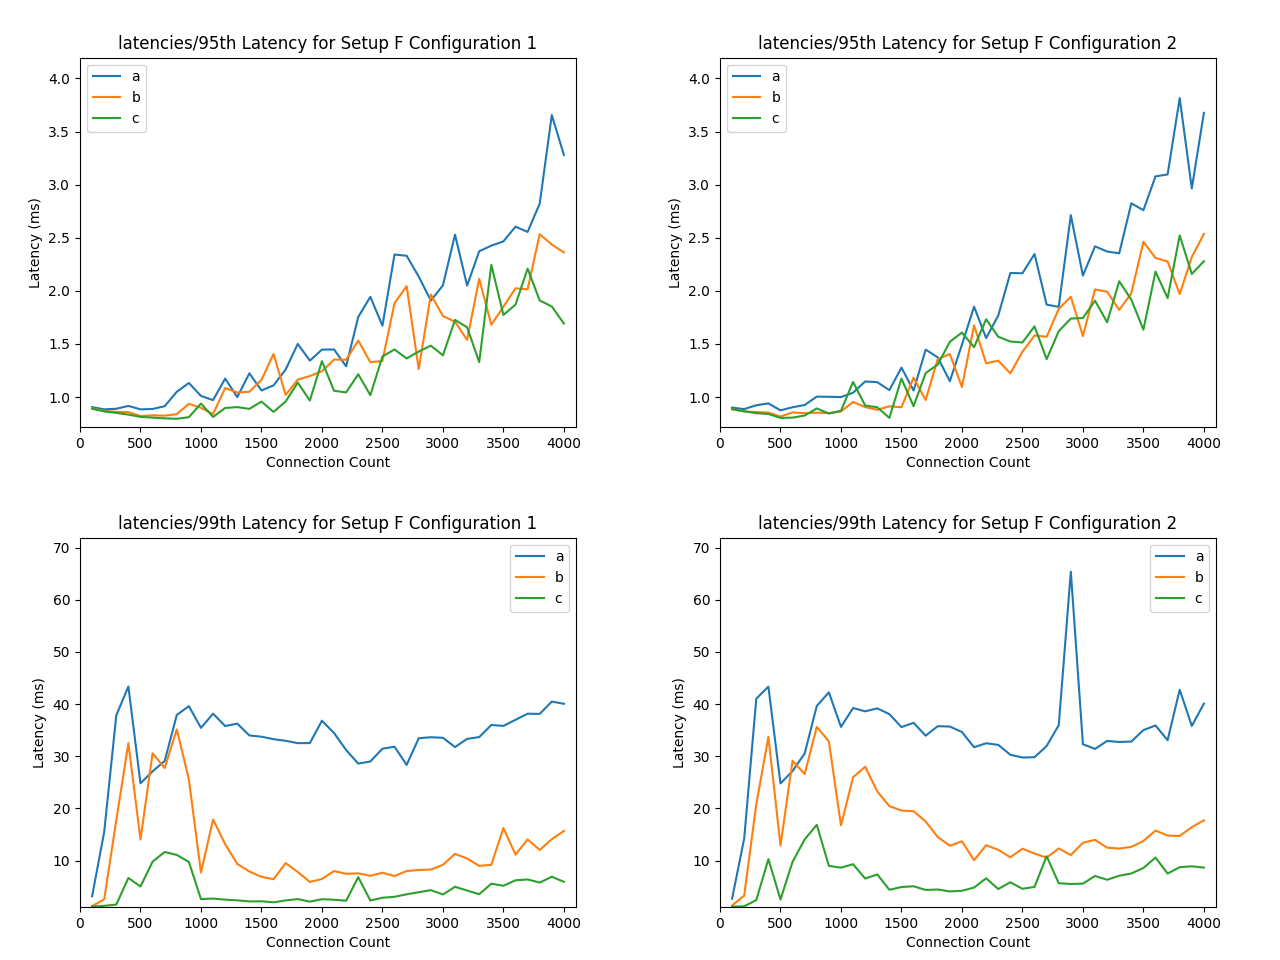 latencies/95th Latency for Setup F Configuration 1
4.0
3.5
3.0
2.5
2.0
1.5
1.0
Latency (ms)
a
b
c
0 500 1000 1500 2000 2500 3000 3500 4000
Connection Count
latencies/95th Latency for Setup F Configuration 2
4.0
3.5
3.0
2.5
2.0
1.5
1.0
Latency (ms)
a
b
c
0 500 1000 1500 2000 2500 3000 3500 4000
Connection Count
latencies/99th Latency for Setup F Configuration 1
70
60
50
40
30
20
10
Latency (ms)
a
b
c
0 500 1000 1500 2000 2500 3000 3500 4000
Connection Count
latencies/99th Latency for Setup F Configuration 2
70
60
50
40
30
20
10
Latency (ms)
a
b
c
0 500 1000 1500 2000 2500 3000 3500 4000
Connection Count